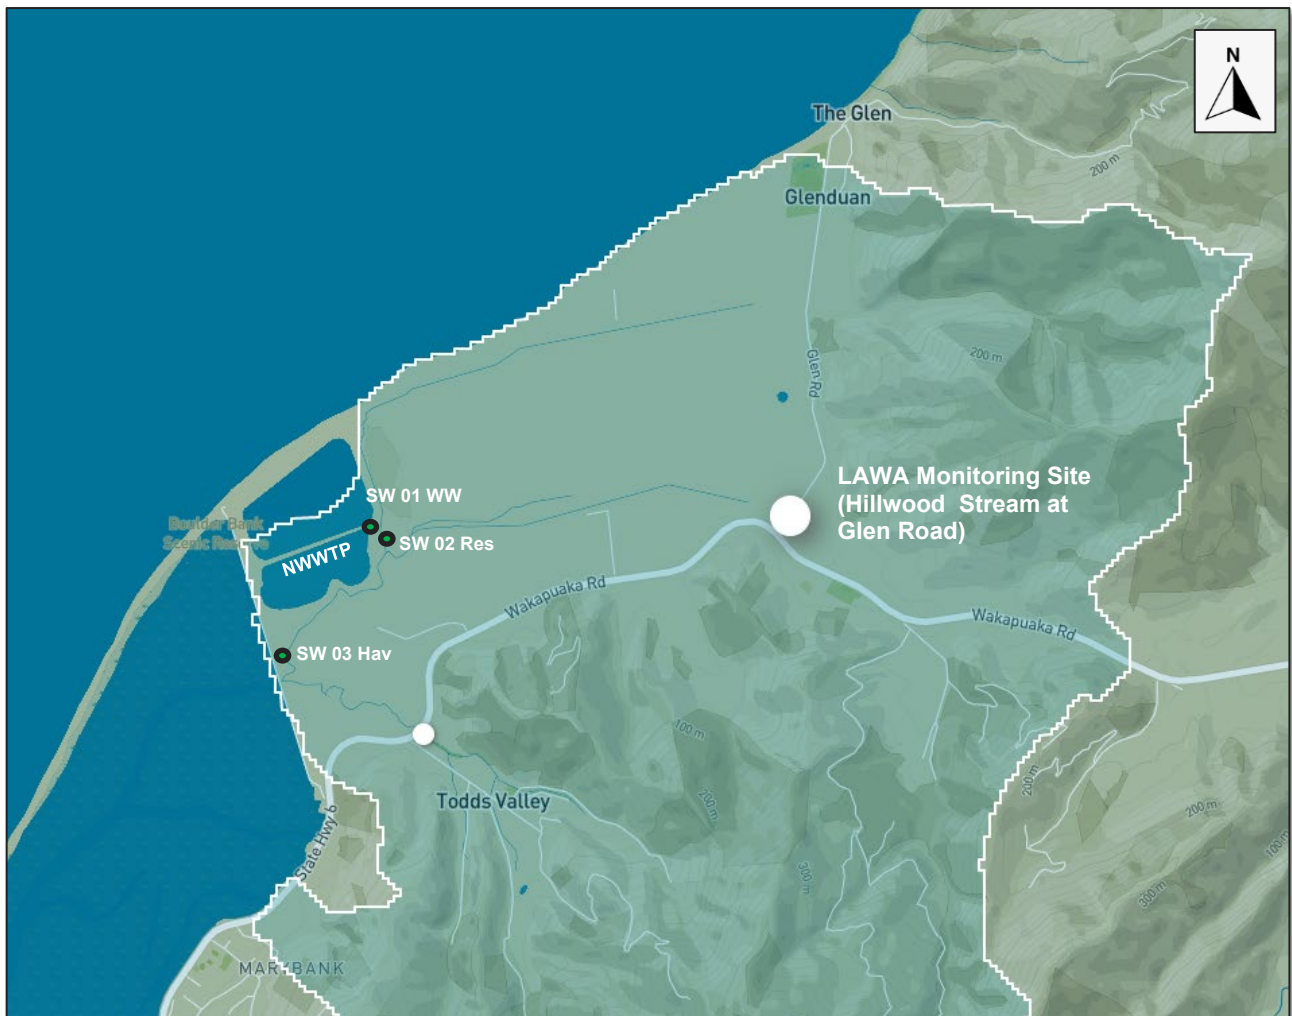 N
The Glen
200 m
Glenduan
200 m
Glen Rd
LAWA Monitoring Site
(Hillwood Stream at
Glen Road)
SW 01 WW
Boulder Bank
Scenic Reserve
SW 02 Res
NWWTP
Wakapuaka Rd
Wakapuaka Rd
SW 03 Hav
100 m
200 m
200 m
Todds Valley
200 m
100 m
State Hwy 6
300 m
300 m
MARYBANK